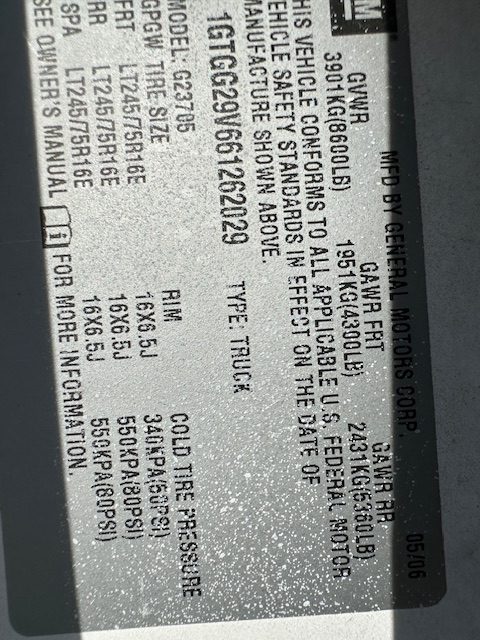 M
MFD BY GENERAL MOTORS CORP. 05/06
GVWR GAWR FRT GAWR RR
3901KG(8600LB) 1951KG(4300LB) 2431KG(5360LB)
HIS VEHICLE CONFORMS TO ALL APPLICABLE U.S. FEDERAL MOTOR
EHICLE SAFETY STANDARDS IN EFFECT ON THE DATE OF
MANUFACTURE SHOWN ABOVE.
1GTGG29V661262029 TYPE: TRUCK
MODEL: G23705
GPGW TIRE SIZE RIM COLD TIRE PRESSURE
FRT LT245/75R16E 16X6.5J 340KPA(50PSI)
RR LT245/75R16E 16X6.5J 550KPA(80PSI)
SPA LT245/75R16E 16X6.5J 550KPA(80PSI)
SEE OWNER'S MANUAL i FOR MORE INFORMATION.